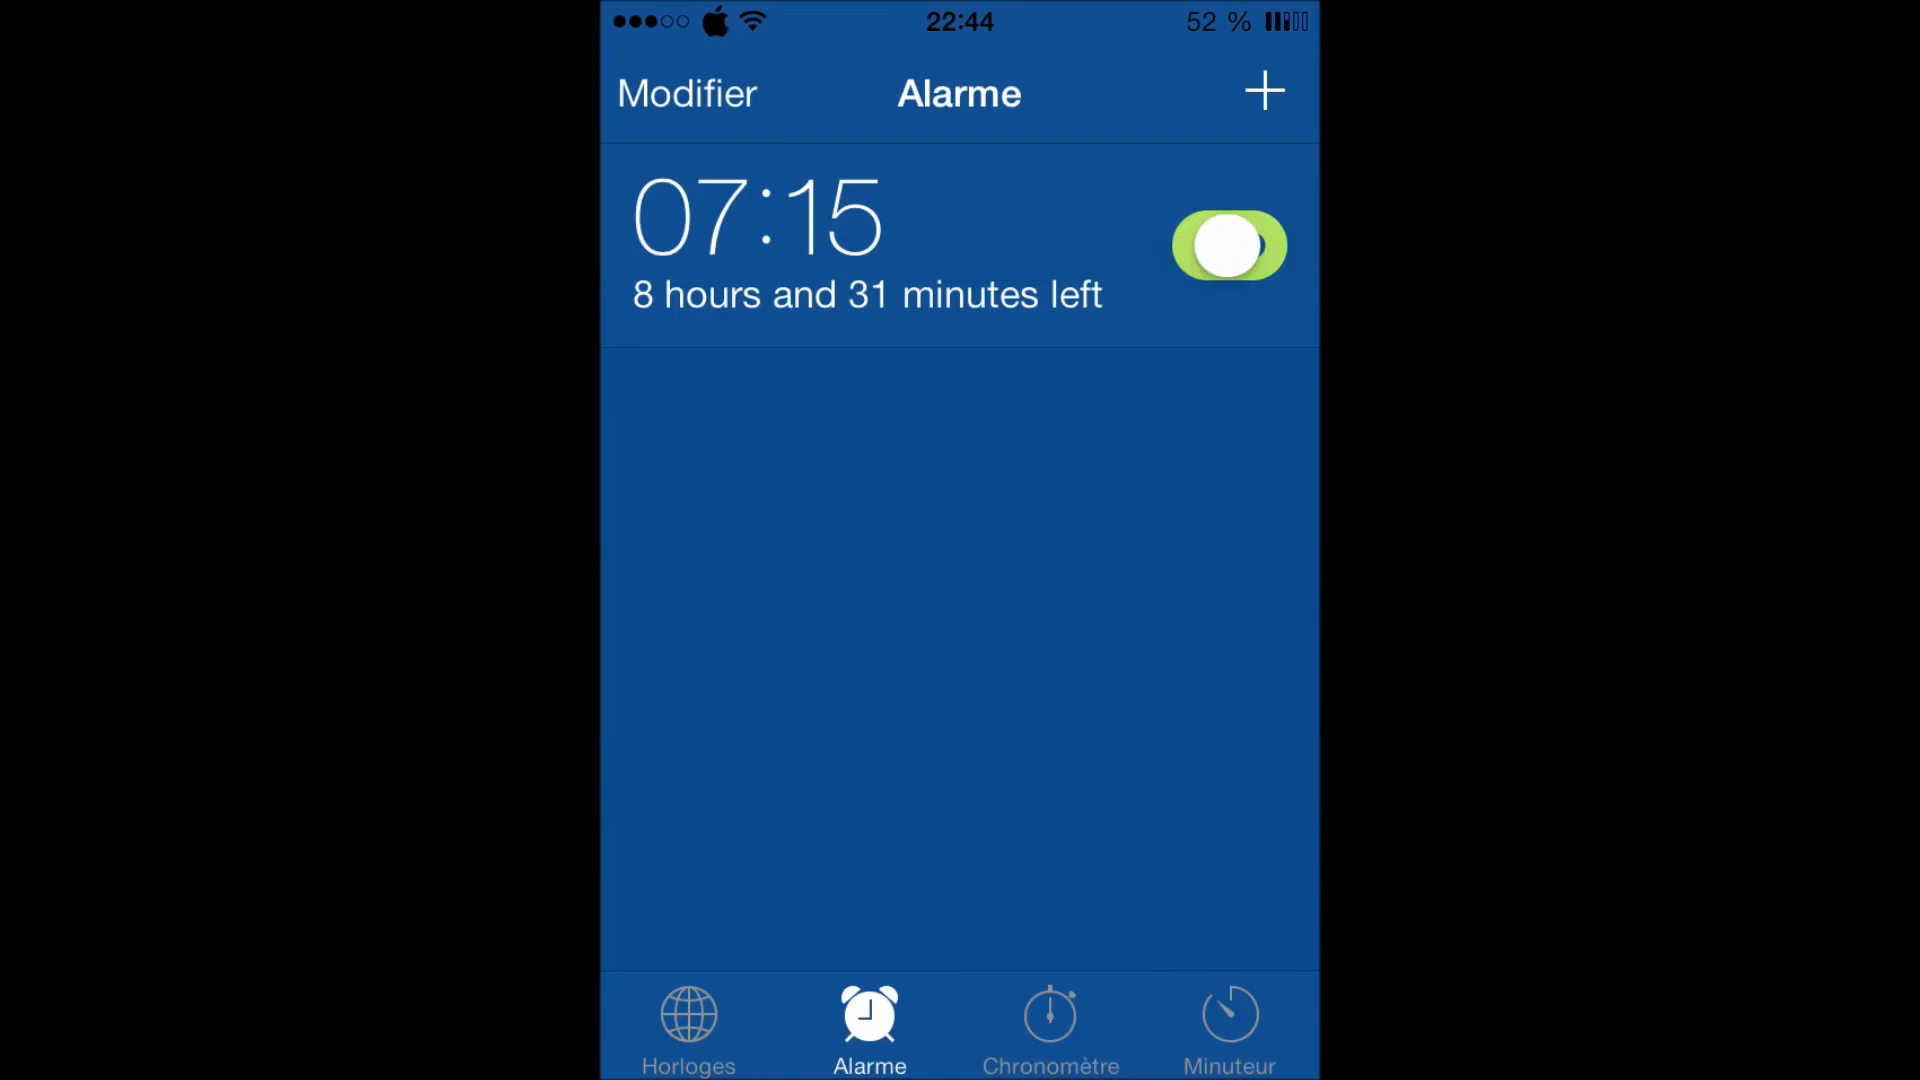 22:44
52 %
Modifier
Alarme
07:15
8 hours and 31 minutes left
Horloges
Alarme
Chronomètre
Minuteur